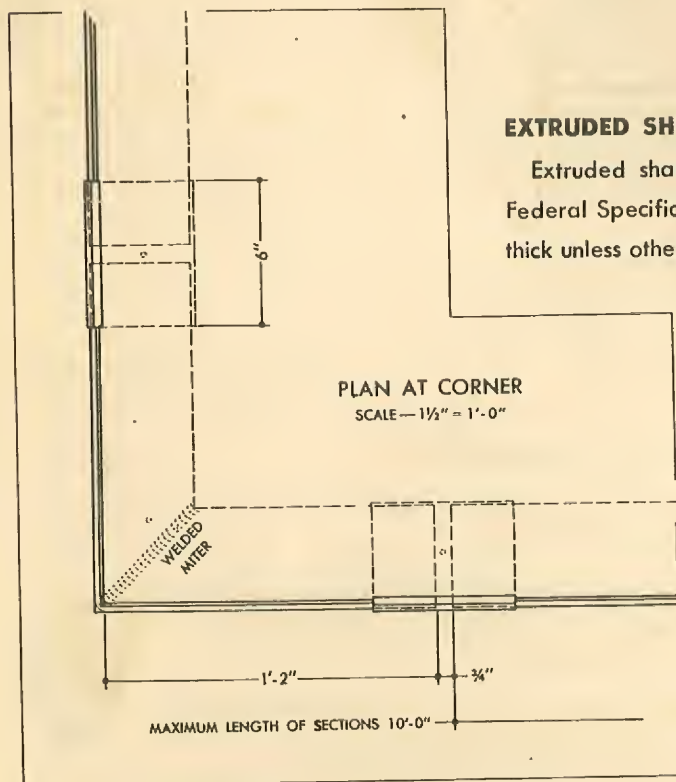 EXTRUDED SH
Extruded sha
Federal Specific
thick unless othe
6"
PLAN AT CORNER
SCALE — 1½" = 1'-0"
WELDED
MITER
1'-2"
¾"
MAXIMUM LENGTH OF SECTIONS 10'-0"